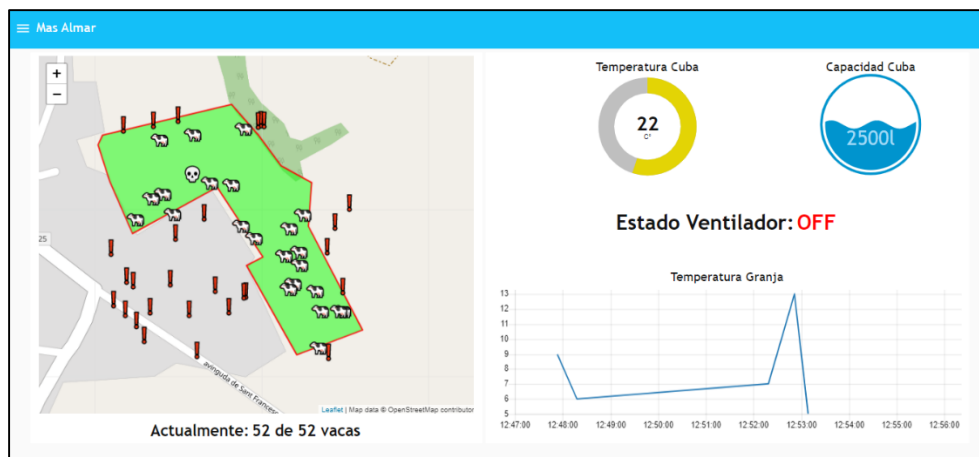 Mas Almar
+
−
25
avinguda de Sant Francesc
Leaflet | Map data © OpenStreetMap contributor
Actualmente: 52 de 52 vacas
Temperatura Cuba
22
C°
Capacidad Cuba
2500l
Estado Ventilador: OFF
Temperatura Granja
13
12
11
10
9
8
7
6
5
12:47:00 12:48:00 12:49:00 12:50:00 12:51:00 12:52:00 12:53:00 12:54:00 12:55:00 12:56:00